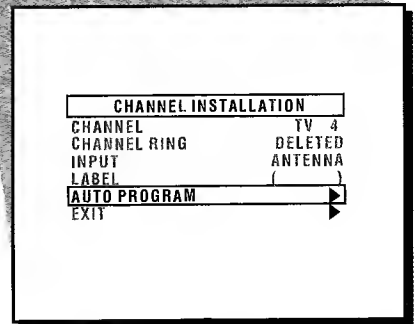 CHANNEL INSTALLATION
CHANNEL TV 4
CHANNEL RING DELETED
INPUT ANTENNA
LABEL ( )
AUTO PROGRAM ▶
EXIT ▶